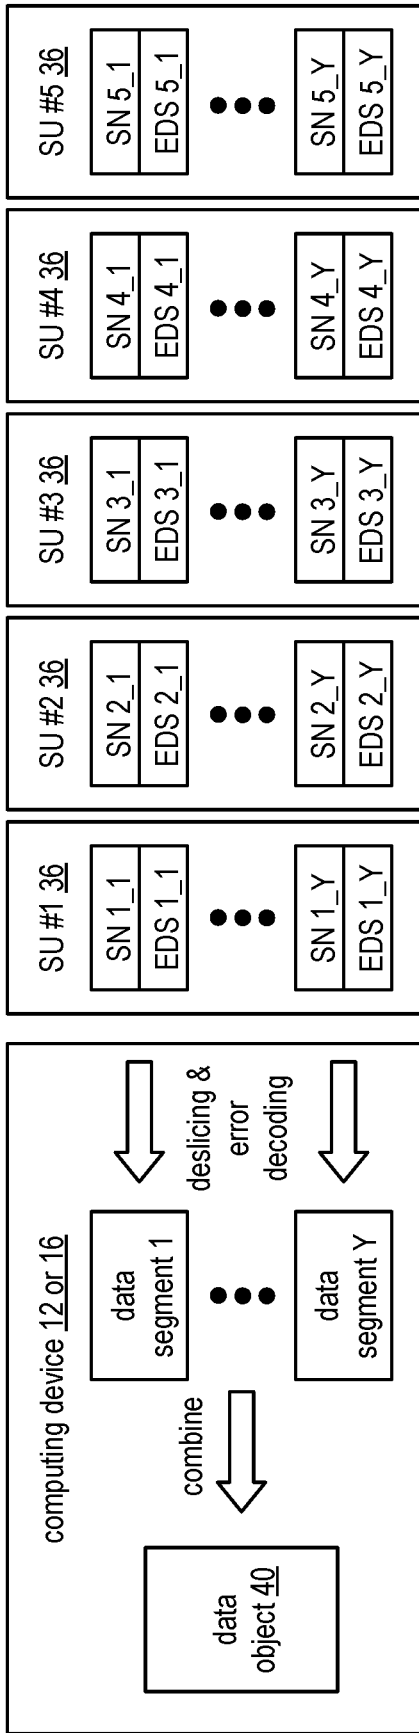 computing device 12 or 16
data
object 40
combine
data
segment 1
data
segment Y
deslicing &
error
decoding
SU #1 36
SN 1_1
EDS 1_1
SN 1_Y
EDS 1_Y
SU #2 36
SN 2_1
EDS 2_1
SN 2_Y
EDS 2_Y
SU #3 36
SN 3_1
EDS 3_1
SN 3_Y
EDS 3_Y
SU #4 36
SN 4_1
EDS 4_1
SN 4_Y
EDS 4_Y
SU #5 36
SN 5_1
EDS 5_1
SN 5_Y
EDS 5_Y